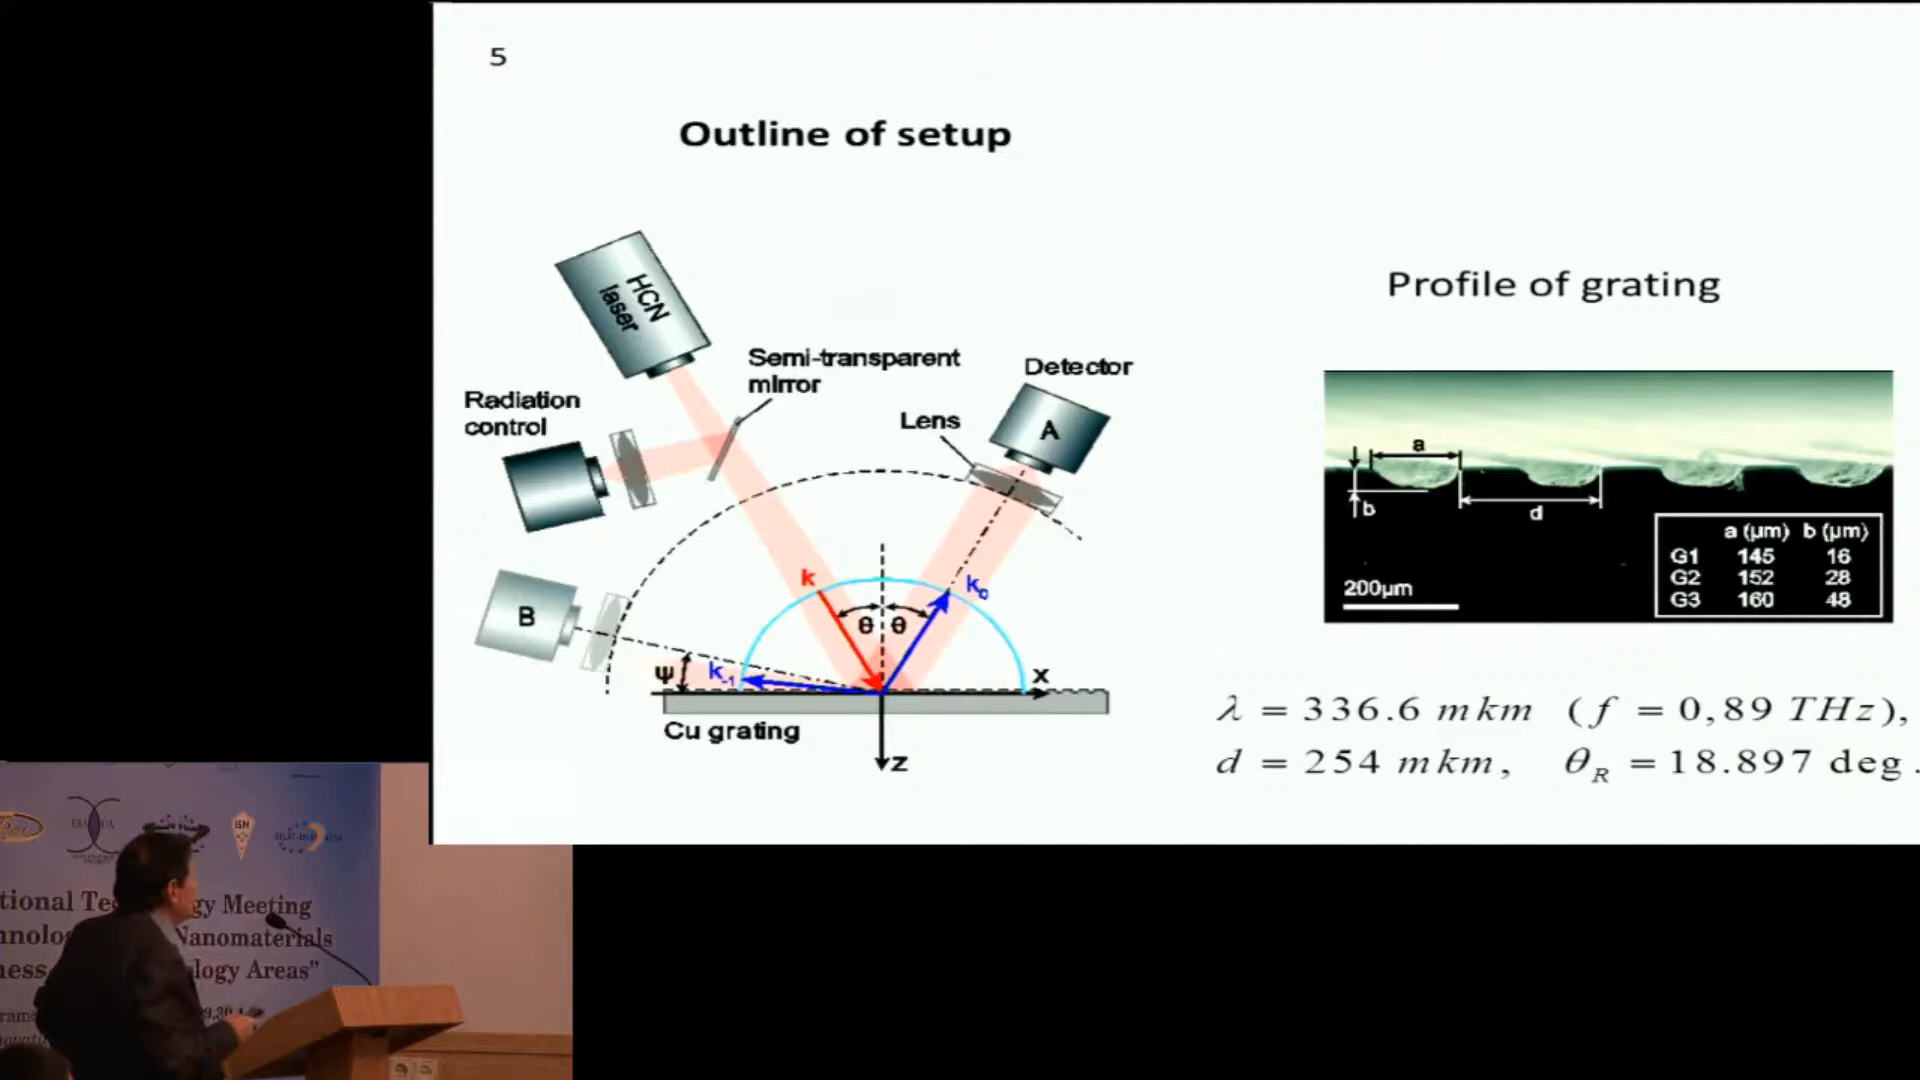 5
Outline of setup
HCN
laser
Semi-transparent
mirror
Detector
Radiation
control
Lens
A
B
k
k₀
θ θ
ψ
k₋₁
x
Cu grating
z
Profile of grating
a
b
d
a (μm) b (μm)
G1 145 16
G2 152 28
G3 160 48
200μm
λ = 336.6 mkm (f = 0,89 THz),
d = 254 mkm, θR = 18.897 deg.
ISN
Meeting
Nanomaterials
Areas”